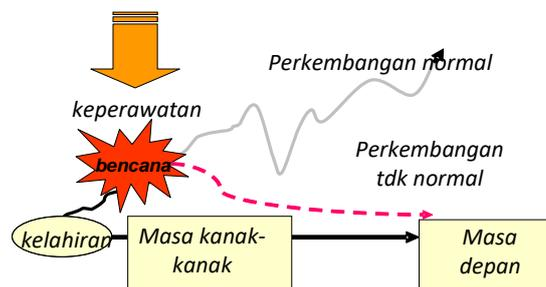 Perkembangan normal
keperawatan
bencana
Perkembangan
tdk normal
kelahiran
Masa kanak-
kanak
Masa
depan